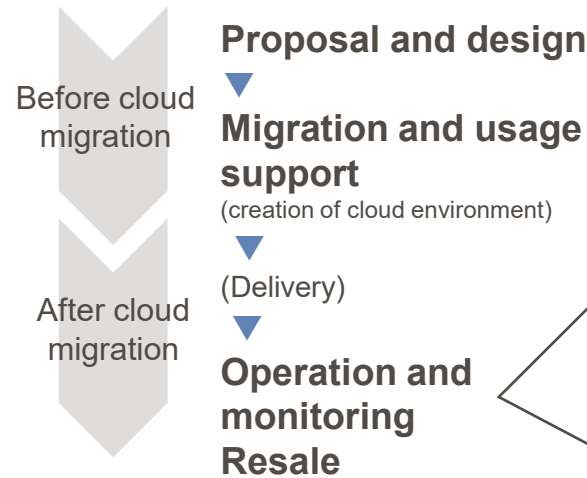 Proposal and design
Before cloud
migration
Migration and usage
support
(creation of cloud environment)
(Delivery)
After cloud
migration
Operation and
monitoring
Resale